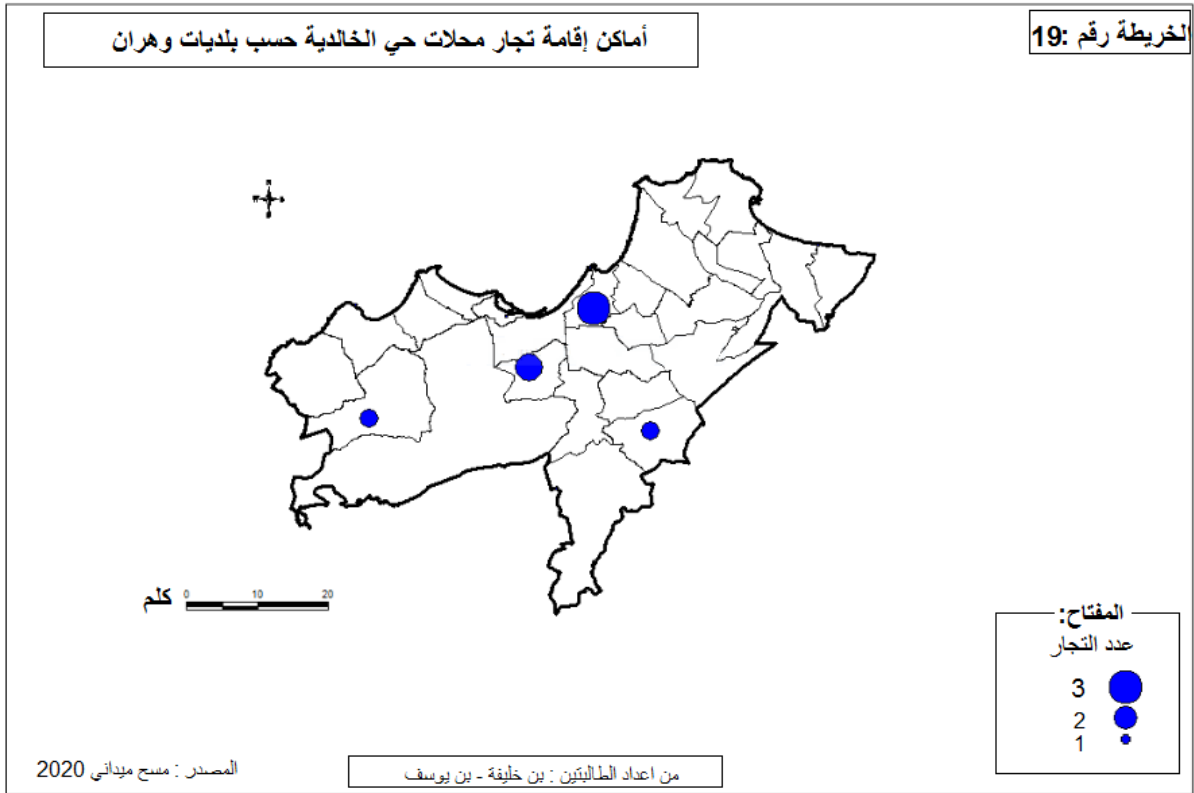 الخريطة رقم :19
أماكن إقامة تجار محلات حي الخالدية حسب بلديات وهران
كلم
0 10 20
المفتاح:
عدد التجار
3
2
1
المصدر : مسح ميداني 2020
من اعداد الطالبتين : بن خليفة - بن يوسف